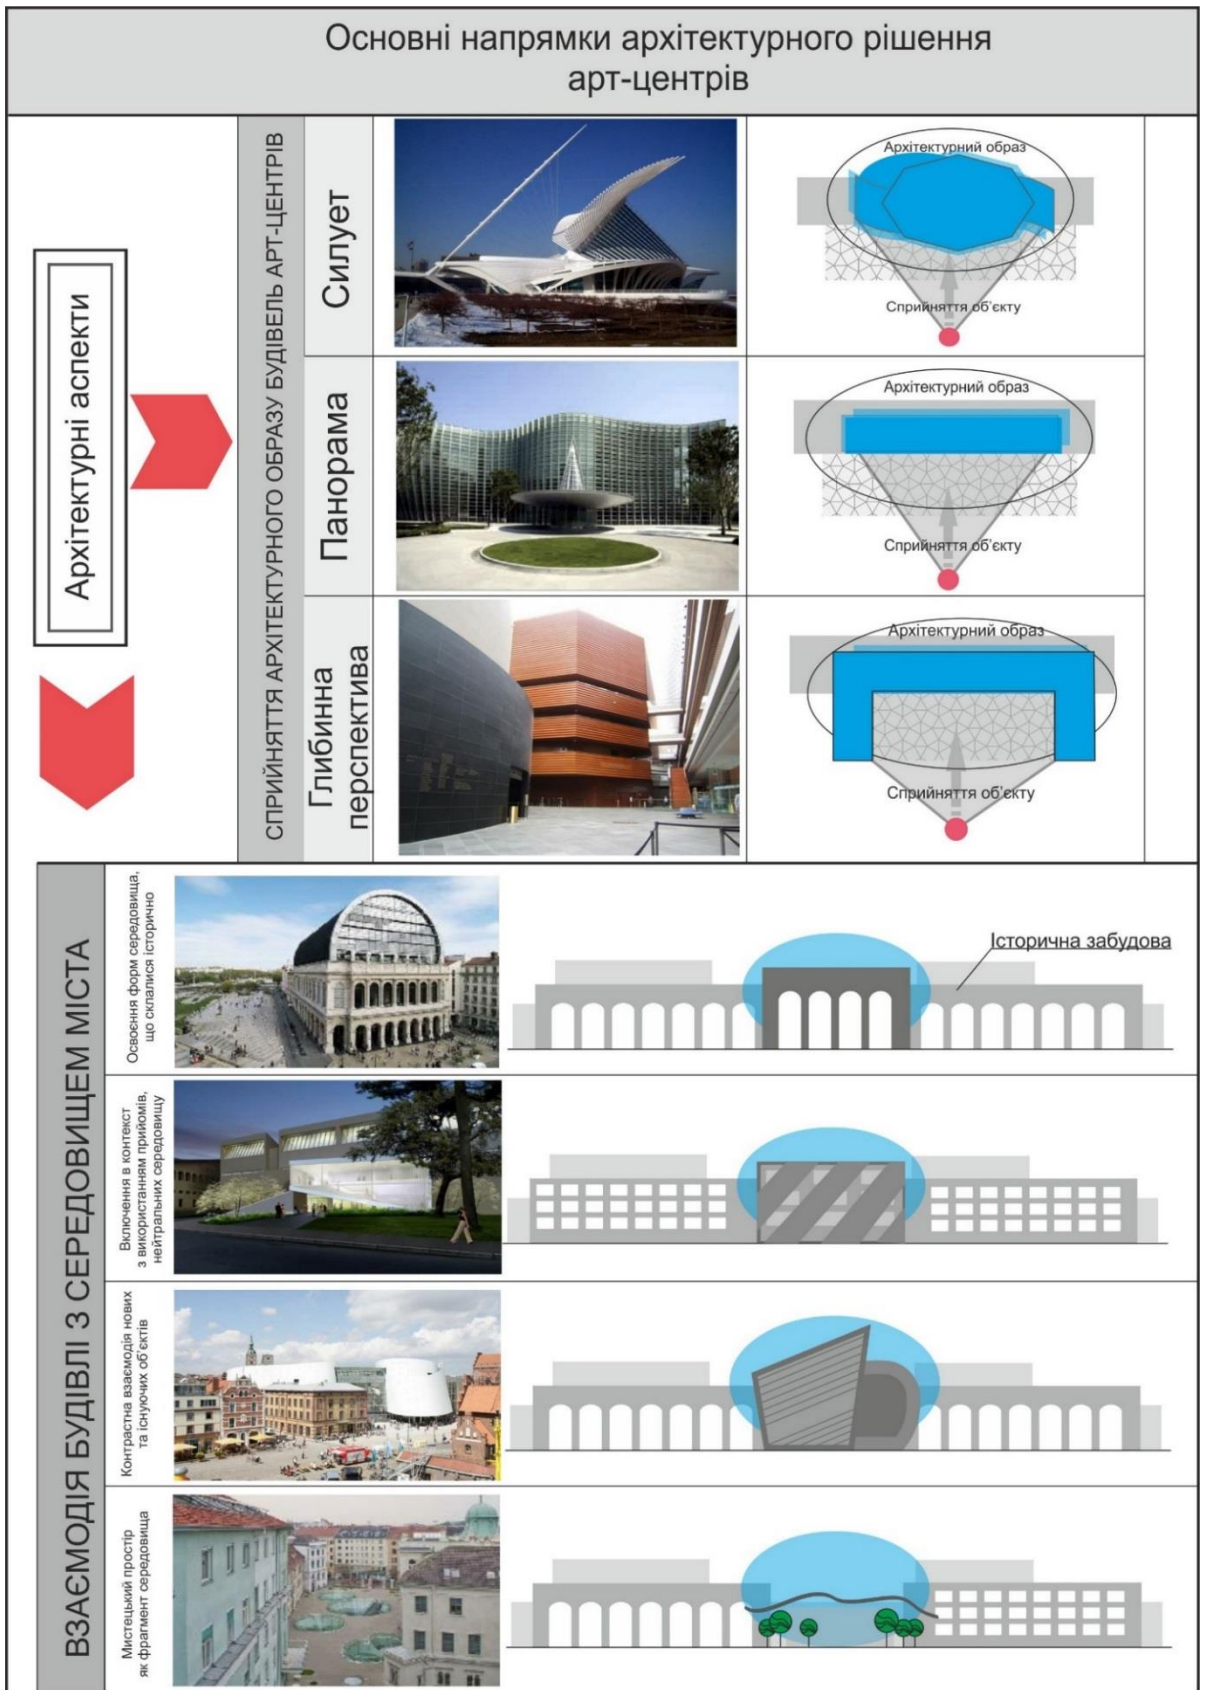 Основні напрямки архітектурного рішення
арт-центрів
Архітектурні аспекти
СПРИЙНЯТТЯ АРХІТЕКТУРНОГО ОБРАЗУ БУДІВЕЛЬ АРТ-ЦЕНТРІВ
Силует
Архітектурний образ
Сприйняття об'єкту
Панорама
Архітектурний образ
Сприйняття об'єкту
Глибинна
перспектива
Архітектурний образ
Сприйняття об'єкту
ВЗАЄМОДІЯ БУДІВЛІ З СЕРЕДОВИЩЕМ МІСТА
Освоєння форм середовища,
що склалися історично
Історична забудова
Включення в контекст
з використанням прийомів,
нейтральних середовищу
Контрастна взаємодія нових
та існуючих об'єктів
Мистецький простір
як фрагмент середовища